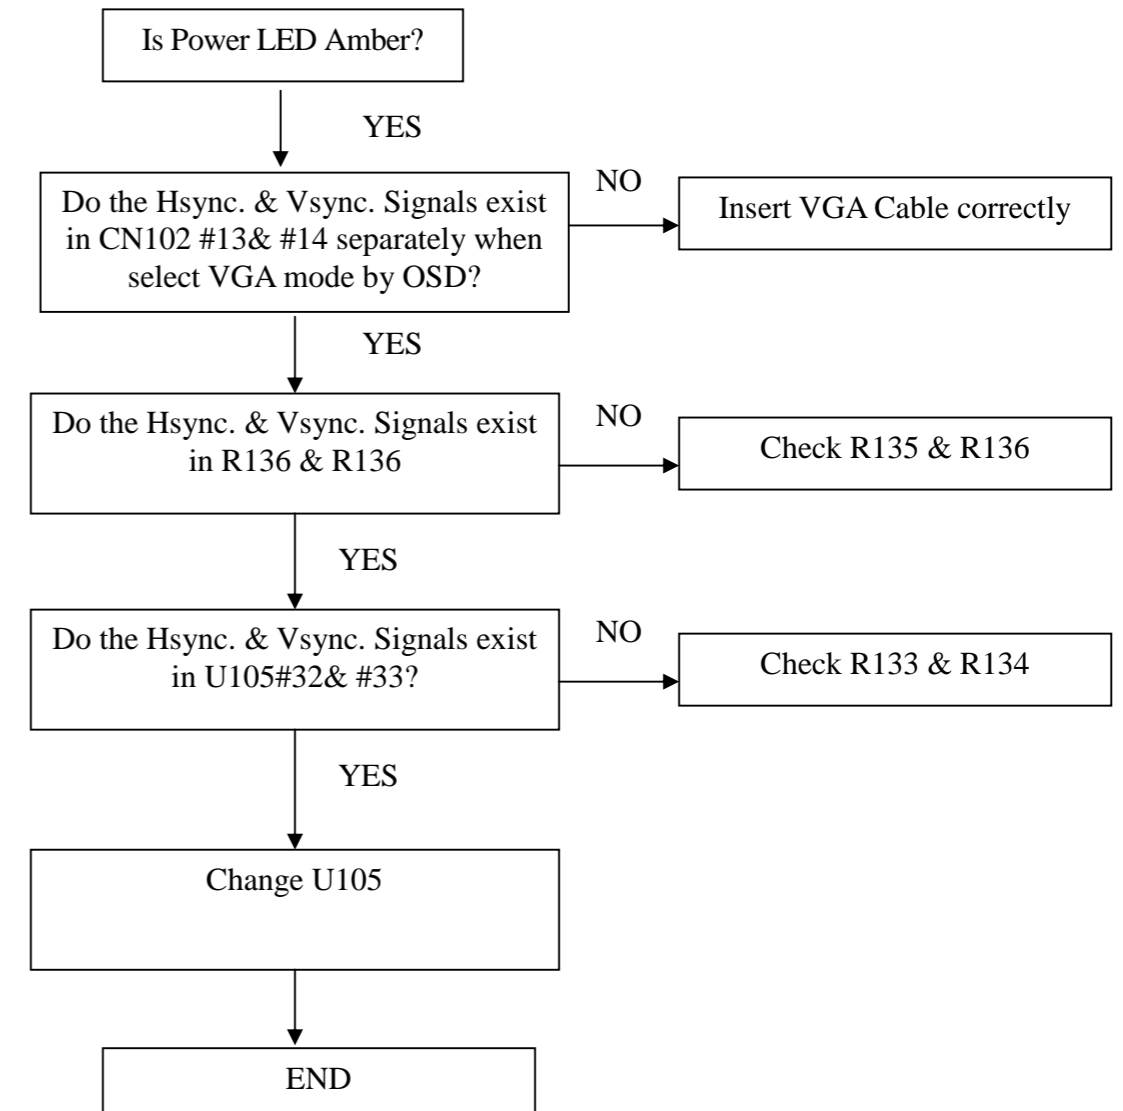 Is Power LED Amber?
YES
Do the Hsync. & Vsync. Signals exist
in CN102 #13& #14 separately when
select VGA mode by OSD?
NO
Insert VGA Cable correctly
YES
Do the Hsync. & Vsync. Signals exist
in R136 & R136
NO
Check R135 & R136
YES
Do the Hsync. & Vsync. Signals exist
in U105#32& #33?
NO
Check R133 & R134
YES
Change U105
END